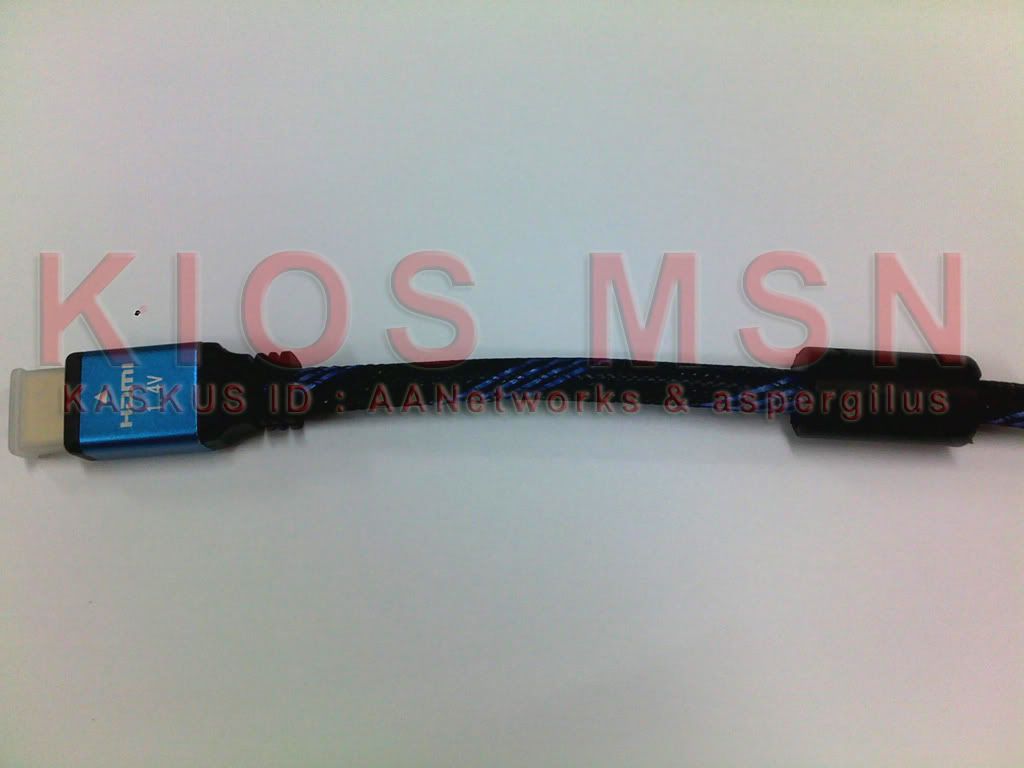 KIOS MSN
KASKUS ID : AANetworks & aspergilus
HDMI
1.4V